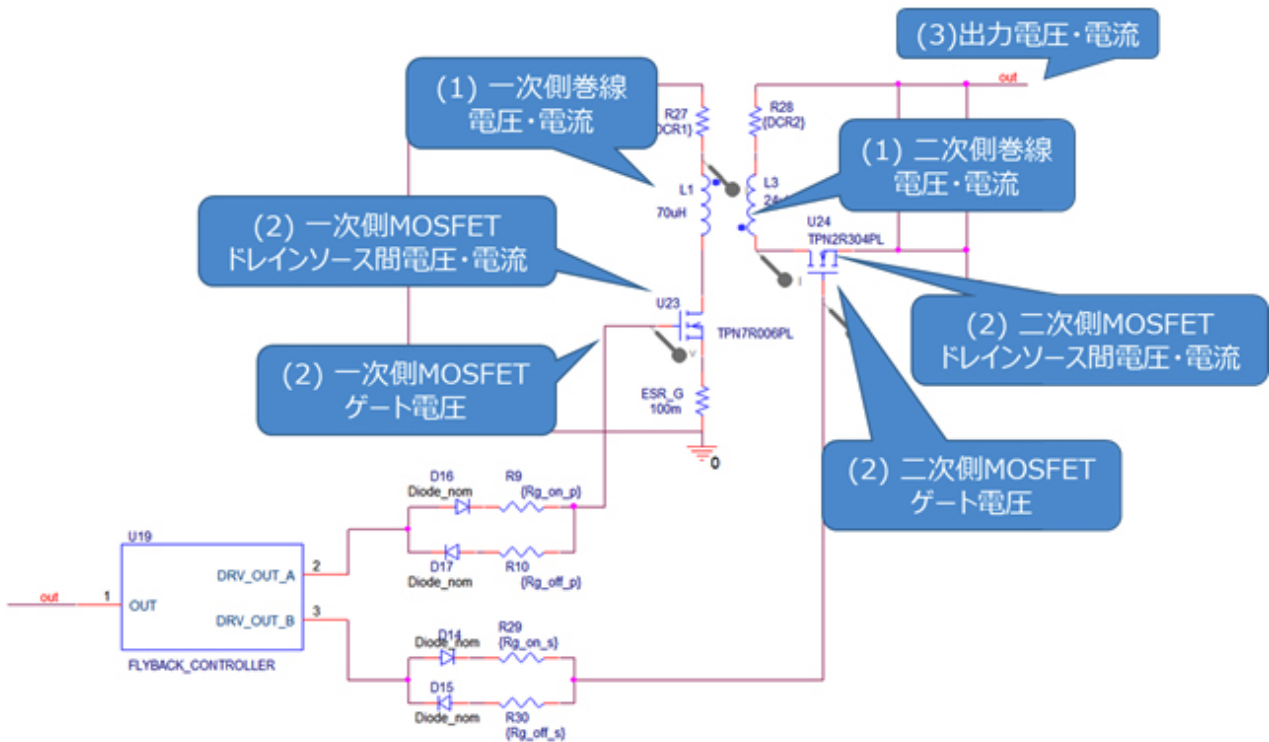 (3)出力電圧・電流
out
(1) 一次側巻線
電圧・電流
R27
DCR1}
R28
{DCR2}
(1) 二次側巻線
電圧・電流
L1
70uH
L3
U24
TPN2R304PL
(2) 一次側MOSFET
ドレインソース間電圧・電流
U23
TPN7R006PL
(2) 二次側MOSFET
ドレインソース間電圧・電流
(2) 一次側MOSFET
ゲート電圧
ESR_G
100m
0
(2) 二次側MOSFET
ゲート電圧
D16
Diode_nom
R9
{Rg_on_p}
D17
Diode_nom
R10
{Rg_off_p}
U19
DRV_OUT_A
2
out
1
OUT
DRV_OUT_B
3
FLYBACK_CONTROLLER
D14
Diode_nom
R29
{Rg_on_s}
D15
Diode_nom
R30
{Rg_off_s}